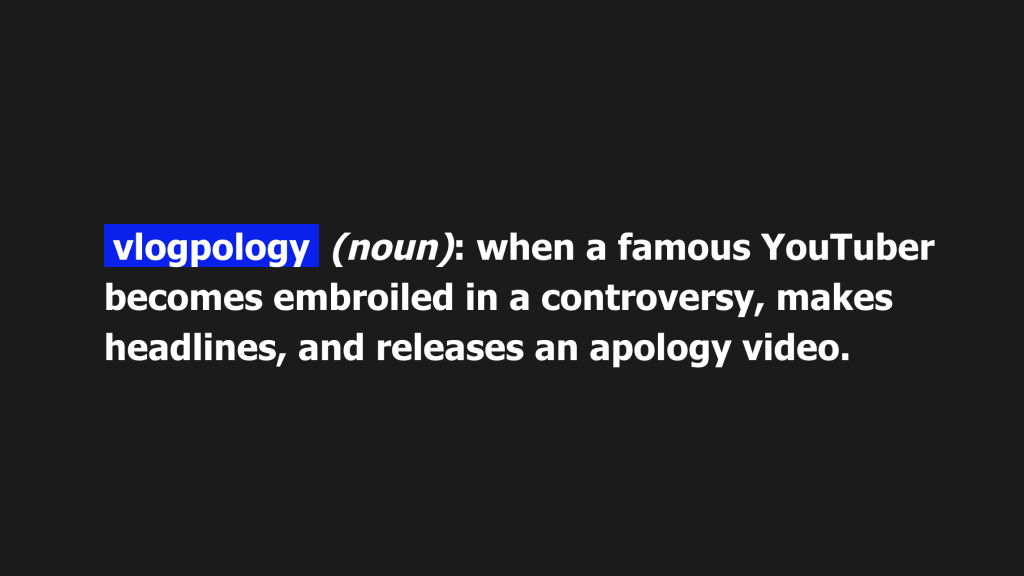 vlogpology (noun): when a famous YouTuber
becomes embroiled in a controversy, makes
headlines, and releases an apology video.